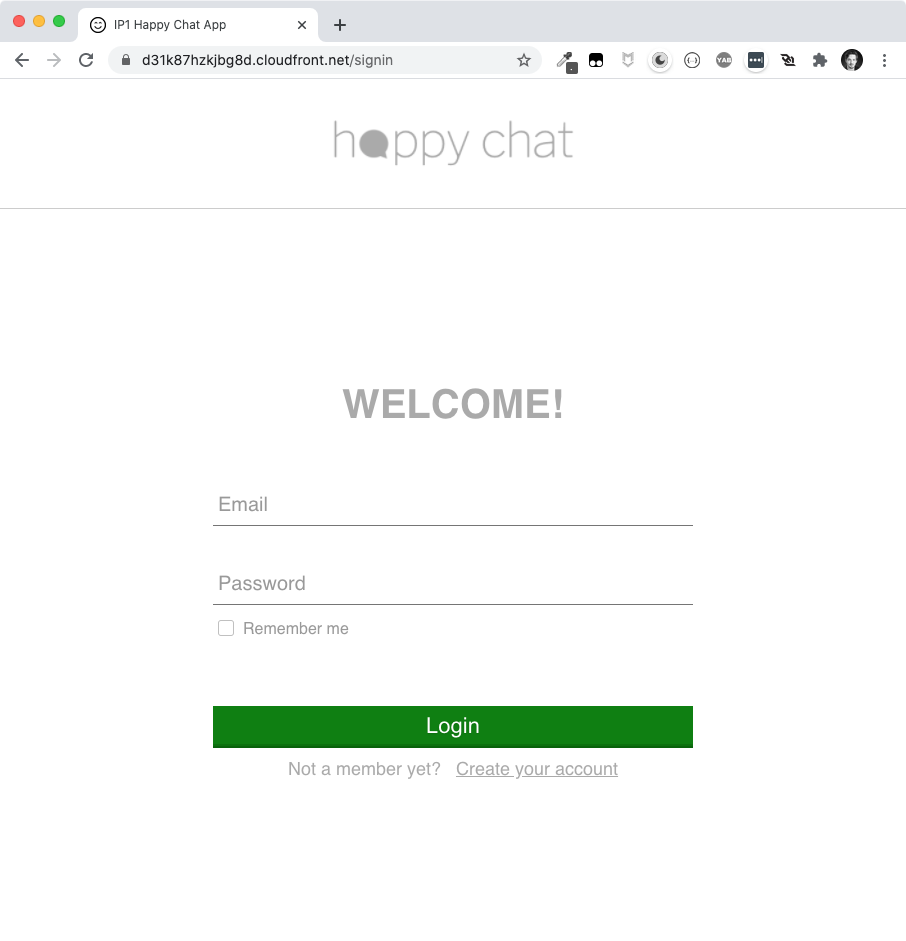 IP1 Happy Chat App
d31k87hzkjbg8d.cloudfront.net/signin
YAB
happy chat
WELCOME!
Email
Password
Remember me
Login
Not a member yet? Create your account